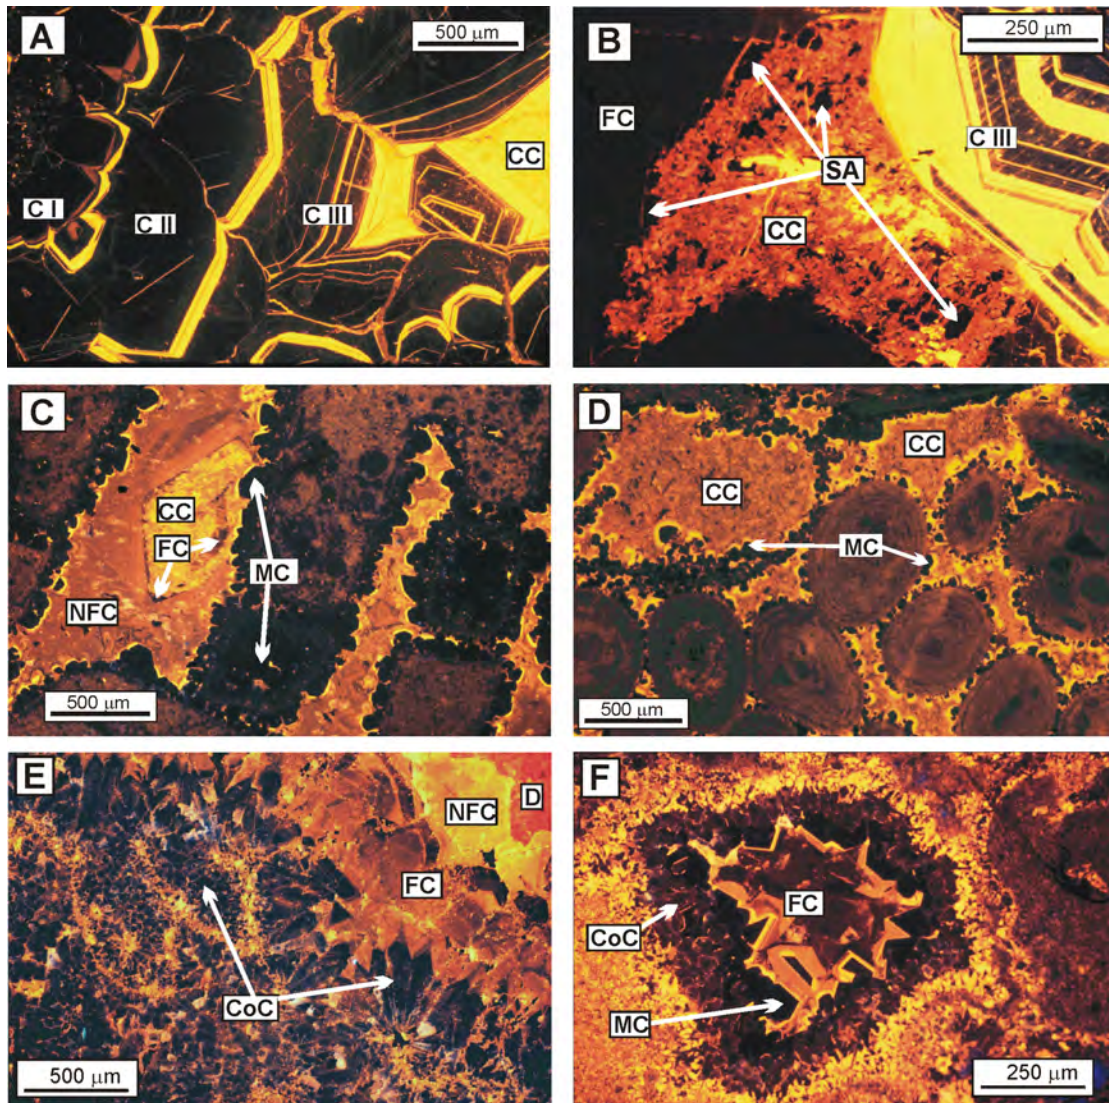 A
500 μm
C I
C II
C III
CC
B
250 μm
FC
C III
SA
CC
C
CC
FC
MC
NFC
500 μm
D
CC
CC
MC
500 μm
E
NFC
D
FC
CoC
500 μm
F
FC
CoC
MC
250 μm